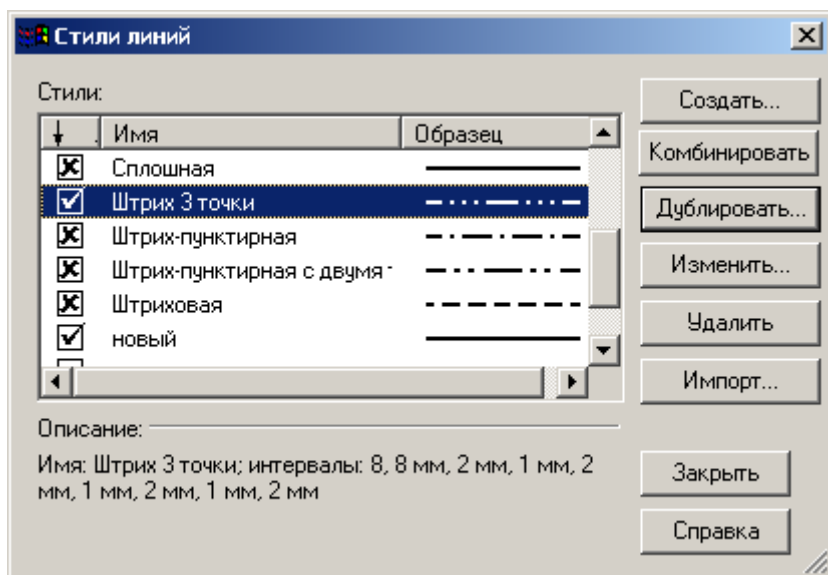 Стили линий
Стили:
Имя Образец
Сплошная
Штрих 3 точки
Штрих-пунктирная
Штрих-пунктирная с двумя
Штриховая
новый
Создать...
Комбинировать
Дублировать...
Изменить...
Удалить
Импорт...
Описание:
Имя: Штрих 3 точки; интервалы: 8, 8 мм, 2 мм, 1 мм, 2
мм, 1 мм, 2 мм, 1 мм, 2 мм
Закрыть
Справка